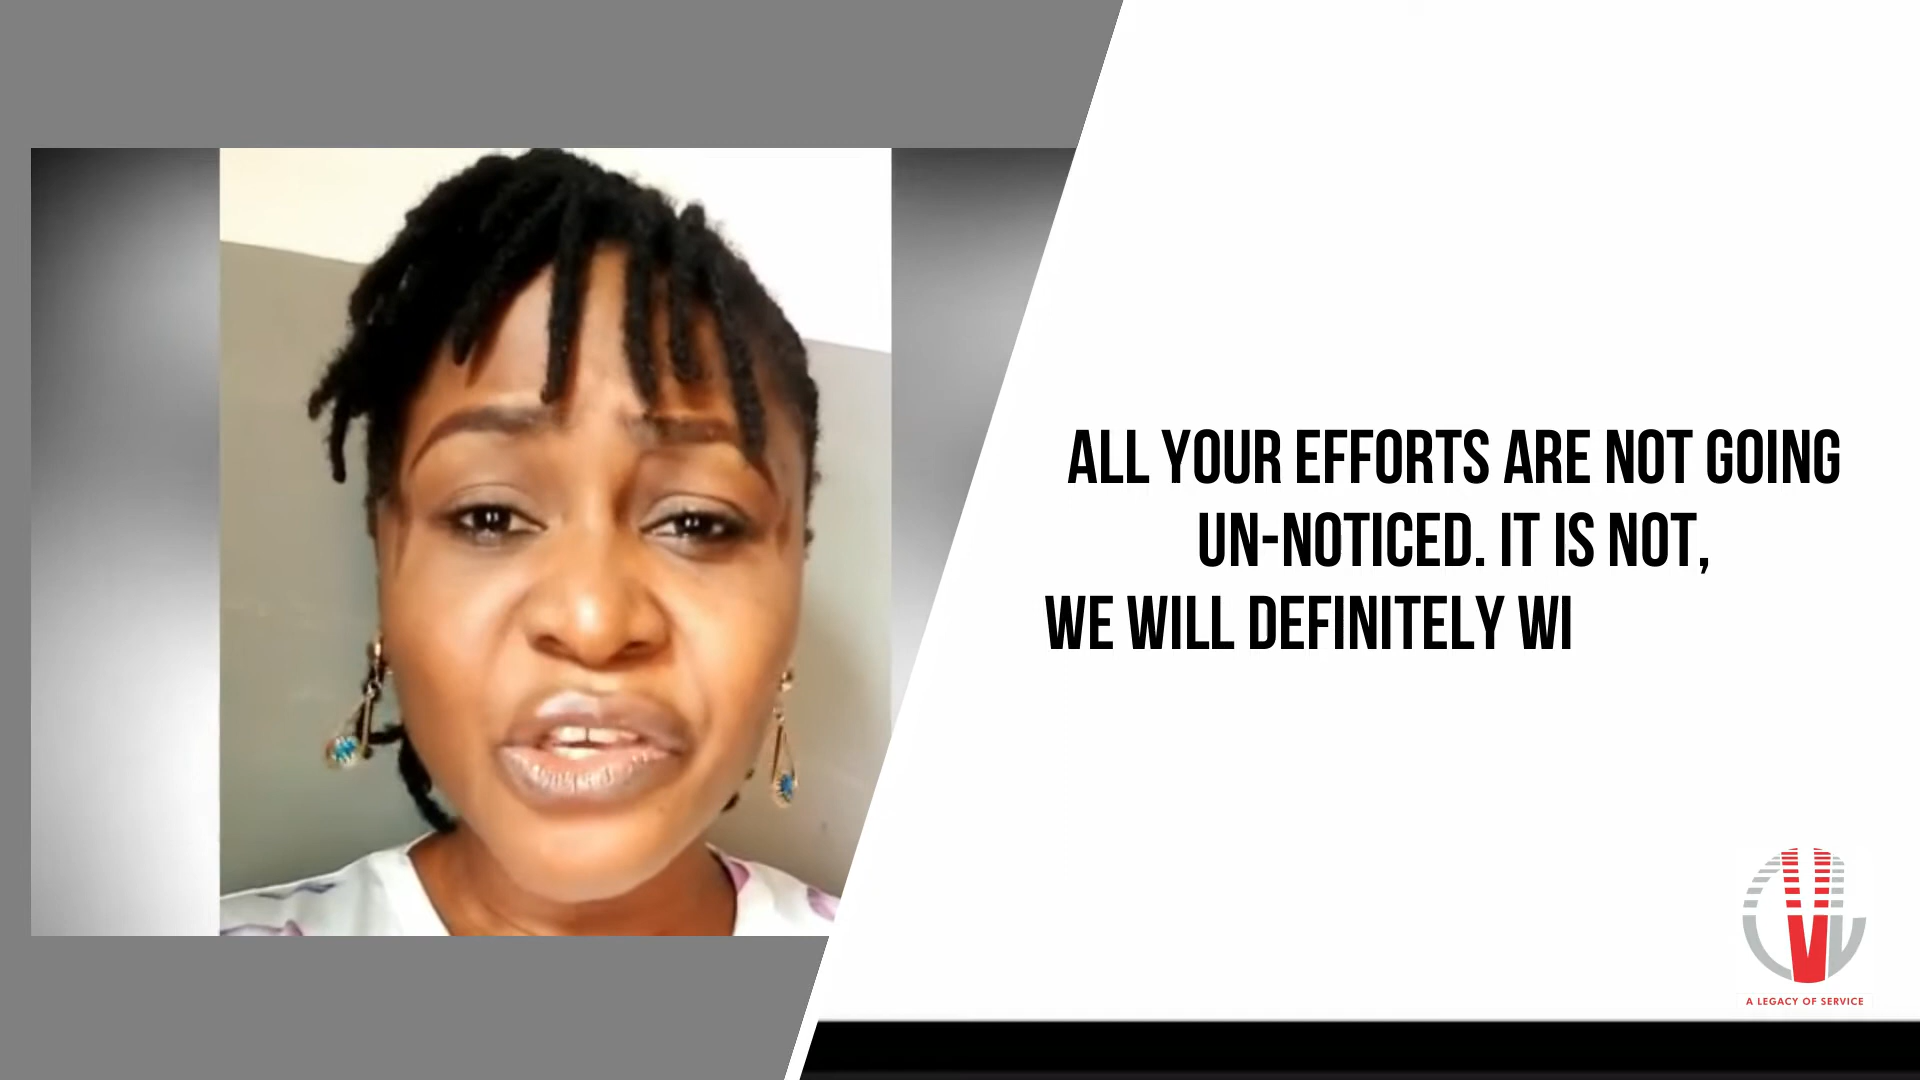 ALL YOUR EFFORTS ARE NOT GOING
UN-NOTICED. IT IS NOT,
WE WILL DEFINITELY WI
A LEGACY OF SERVICE